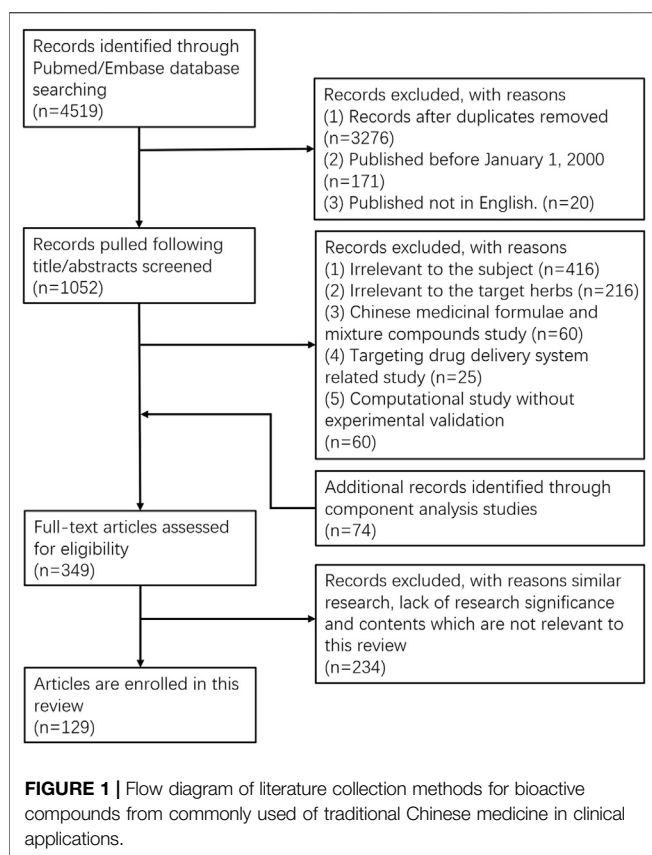 Records identified through
Pubmed/Embase database
searching
(n=4519)
Records excluded, with reasons
(1) Records after duplicates removed
(n=3276)
(2) Published before January 1, 2000
(n=171)
(3) Published not in English. (n=20)
Records pulled following
title/abstracts screened
(n=1052)
Records excluded, with reasons
(1) Irrelevant to the subject (n=416)
(2) Irrelevant to the target herbs (n=216)
(3) Chinese medicinal formulae and
mixture compounds study (n=60)
(4) Targeting drug delivery system
related study (n=25)
(5) Computational study without
experimental validation
(n=60)
Additional records identified through
component analysis studies
(n=74)
Full-text articles assessed
for eligibility
(n=349)
Records excluded, with reasons similar
research, lack of research significance
and contents which are not relevant to
this review
(n=234)
Articles are enrolled in this
review
(n=129)
FIGURE 1 | Flow diagram of literature collection methods for bioactive
compounds from commonly used of traditional Chinese medicine in clinical
applications.